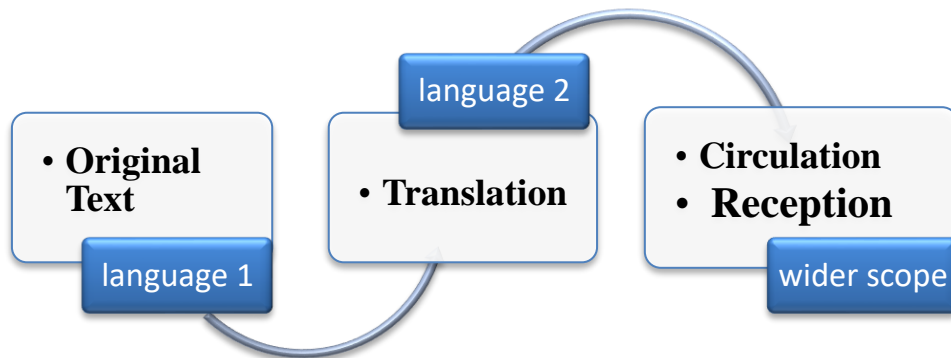 • Original
Text
language 1
language 2
• Translation
• Circulation
• Reception
wider scope